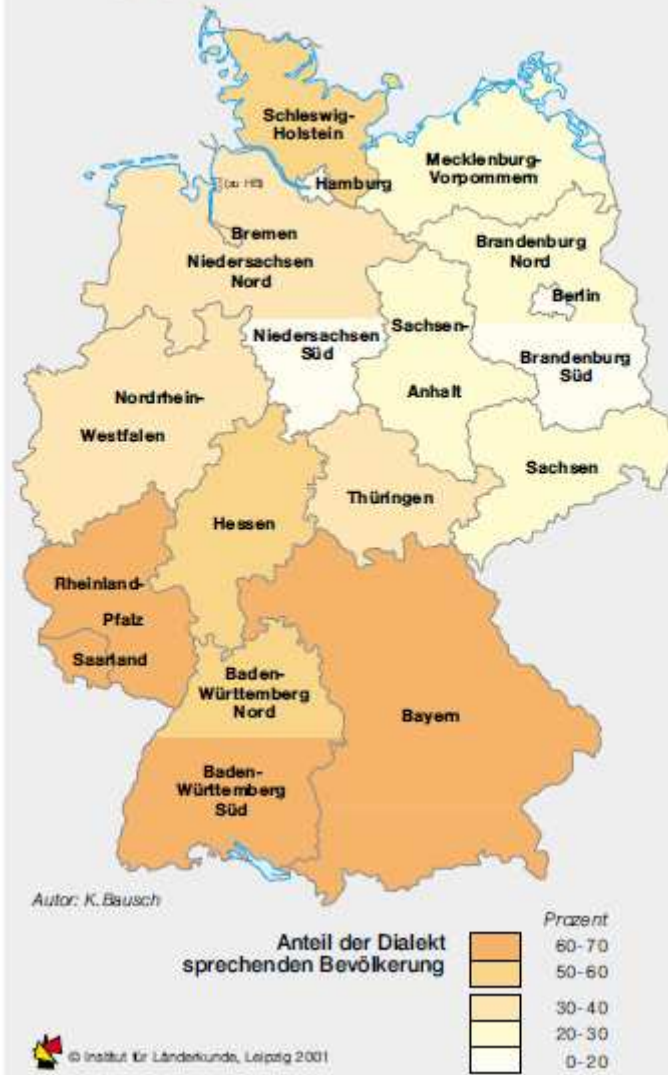 Schleswig-
Holstein
Mecklenburg-
Vorpommern
(zu HB)
Hamburg
Bremen
Niedersachsen
Nord
Brandenburg
Nord
Berlin
Niedersachsen
Süd
Sachsen-
Anhalt
Brandenburg
Süd
Nordrhein-
Westfalen
Sachsen
Thüringen
Hessen
Rheinland-
Pfalz
Saarland
Baden-
Württemberg
Nord
Bayern
Baden-
Württemberg
Süd
Autor: K. Bausch
Anteil der Dialekt
sprechenden Bevölkerung
Prozent
60-70
50-60
30-40
20-30
0-20
© Institut für Länderkunde, Leipzig 2001